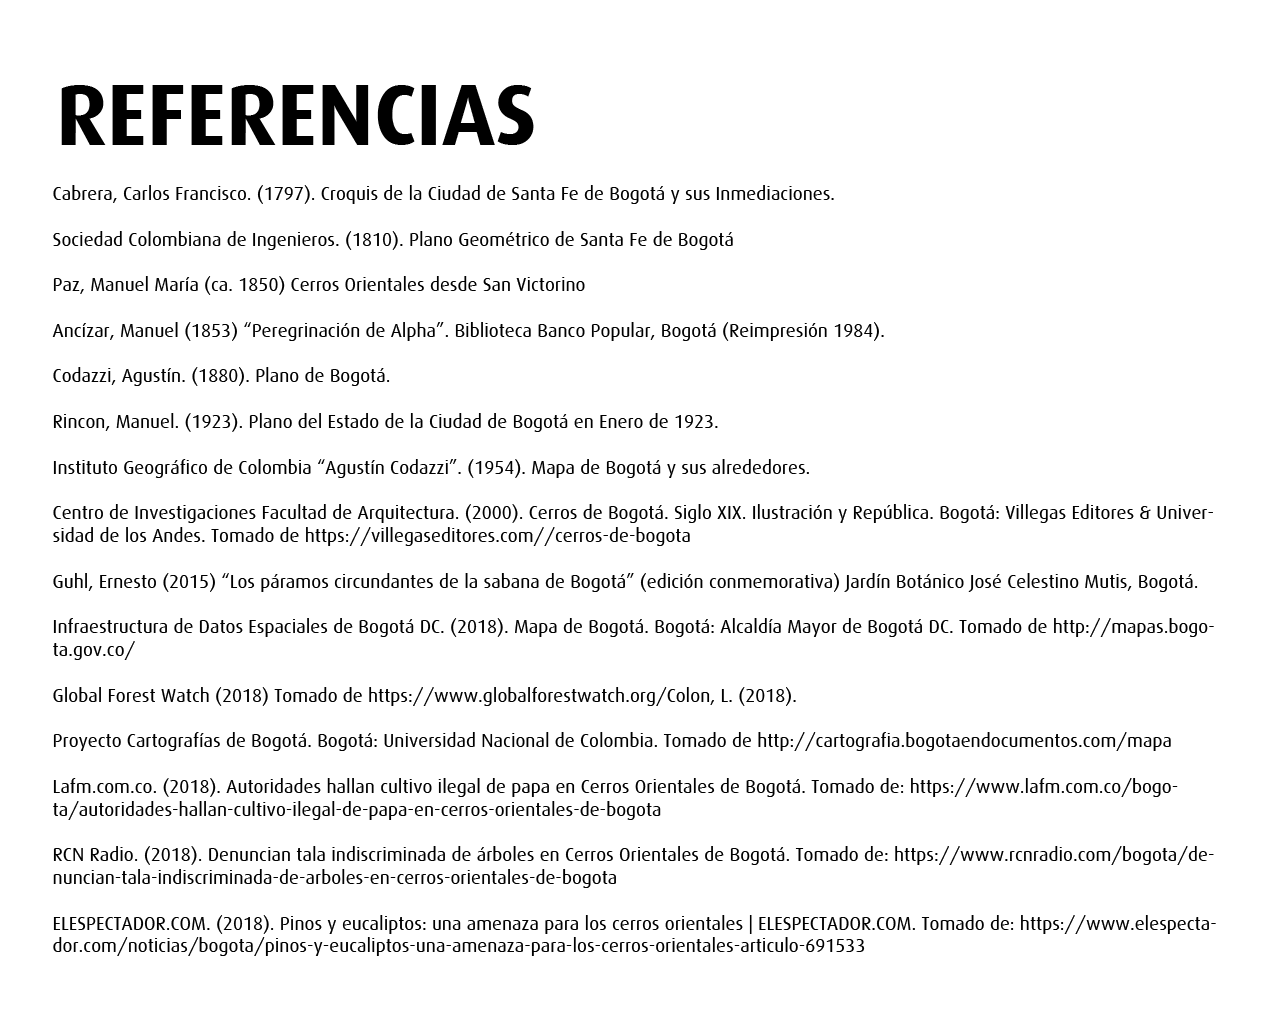 REFERENCIAS
Cabrera, Carlos Francisco. (1797). Croquis de la Ciudad de Santa Fe de Bogotá y sus Inmediaciones.
Sociedad Colombiana de Ingenieros. (1810). Plano Geométrico de Santa Fe de Bogotá
Paz, Manuel María (ca. 1850) Cerros Orientales desde San Victorino
Ancízar, Manuel (1853) “Peregrinación de Alpha”. Biblioteca Banco Popular, Bogotá (Reimpresión 1984).
Codazzi, Agustín. (1880). Plano de Bogotá.
Rincon, Manuel. (1923). Plano del Estado de la Ciudad de Bogotá en Enero de 1923.
Instituto Geográfico de Colombia “Agustín Codazzi”. (1954). Mapa de Bogotá y sus alrededores.
Centro de Investigaciones Facultad de Arquitectura. (2000). Cerros de Bogotá. Siglo XIX. Ilustración y República. Bogotá: Villegas Editores & Univer-
sidad de los Andes. Tomado de https://villegaseditores.com//cerros-de-bogota
Guhl, Ernesto (2015) “Los páramos circundantes de la sabana de Bogotá” (edición conmemorativa) Jardín Botánico José Celestino Mutis, Bogotá.
Infraestructura de Datos Espaciales de Bogotá DC. (2018). Mapa de Bogotá. Bogotá: Alcaldía Mayor de Bogotá DC. Tomado de http://mapas.bogo-
ta.gov.co/
Global Forest Watch (2018) Tomado de https://www.globalforestwatch.org/Colon, L. (2018).
Proyecto Cartografías de Bogotá. Bogotá: Universidad Nacional de Colombia. Tomado de http://cartografia.bogotaendocumentos.com/mapa
Lafm.com.co. (2018). Autoridades hallan cultivo ilegal de papa en Cerros Orientales de Bogotá. Tomado de: https://www.lafm.com.co/bogo-
ta/autoridades-hallan-cultivo-ilegal-de-papa-en-cerros-orientales-de-bogota
RCN Radio. (2018). Denuncian tala indiscriminada de árboles en Cerros Orientales de Bogotá. Tomado de: https://www.rcnradio.com/bogota/de-
nuncian-tala-indiscriminada-de-arboles-en-cerros-orientales-de-bogota
ELESPECTADOR.COM. (2018). Pinos y eucaliptos: una amenaza para los cerros orientales | ELESPECTADOR.COM. Tomado de: https://www.elespecta-
dor.com/noticias/bogota/pinos-y-eucaliptos-una-amenaza-para-los-cerros-orientales-articulo-691533